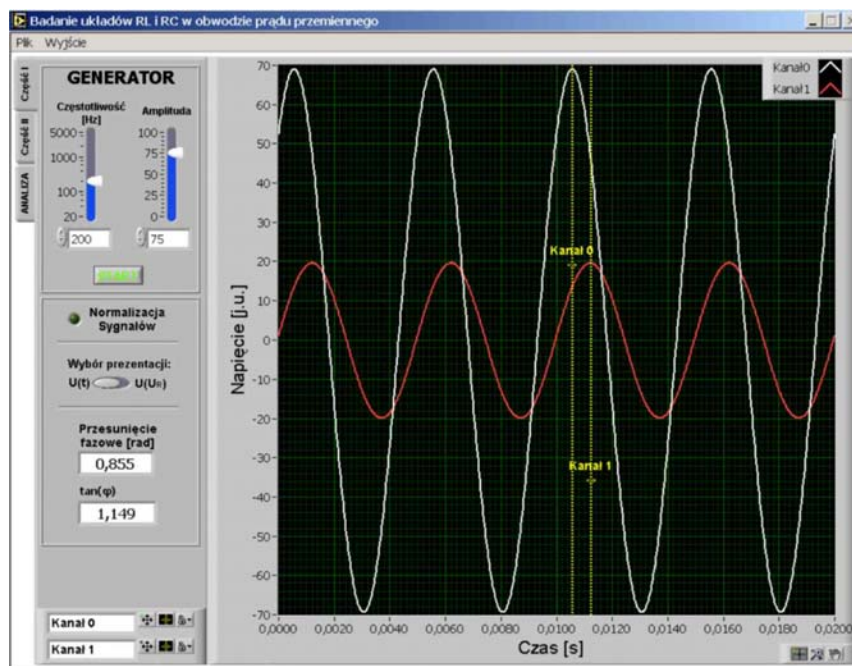 Badanie układów RL i RC w obwodzie prądu przemiennego
Plik Wyjście
Część I
Część II
ANALIZA
GENERATOR
Częstotliwość [Hz]
5000
1000
100
20
200
Amplituda
100
75
50
25
0
75
Normalizacja
Sygnałów
Wybór prezentacji:
U(t) U(UR)
Przesunięcie
fazowe [rad]
0,855
tan(φ)
1,149
Kanał 0
Kanał 1
Kanał0
Kanał1
Napięcie [j.u.]
70
60
50
40
30
20
10
0
-10
-20
-30
-40
-50
-60
-70
Kanał 0
Kanał 1
0,0000 0,0020 0,0040 0,0060 0,0080 0,0100 0,0120 0,0140 0,0160 0,0180 0,0200
Czas [s]